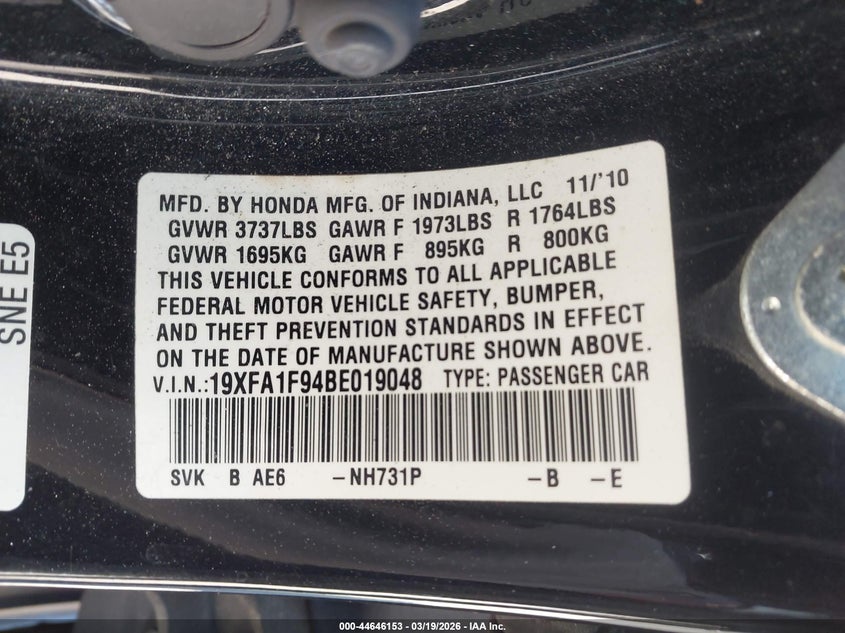 MFD. BY HONDA MFG. OF INDIANA, LLC 11/'10
GVWR 3737LBS GAWR F 1973LBS R 1764LBS
GVWR 1695KG GAWR F 895KG R 800KG
THIS VEHICLE CONFORMS TO ALL APPLICABLE
FEDERAL MOTOR VEHICLE SAFETY, BUMPER,
AND THEFT PREVENTION STANDARDS IN EFFECT
ON THE DATE OF MANUFACTURE SHOWN ABOVE.
V.I.N.:19XFA1F94BE019048 TYPE: PASSENGER CAR
SVK B AE6 -NH731P -B -E
SNE E5
000-44646153 — 03/19/2026 - IAA Inc.